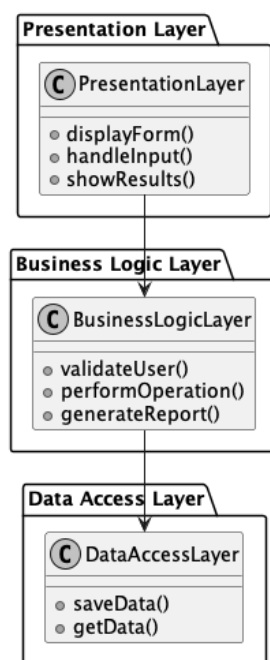 Presentation Layer
C PresentationLayer
displayForm()
handleInput()
showResults()
Business Logic Layer
C BusinessLogicLayer
validateUser()
performOperation()
generateReport()
Data Access Layer
C DataAccessLayer
saveData()
getData()